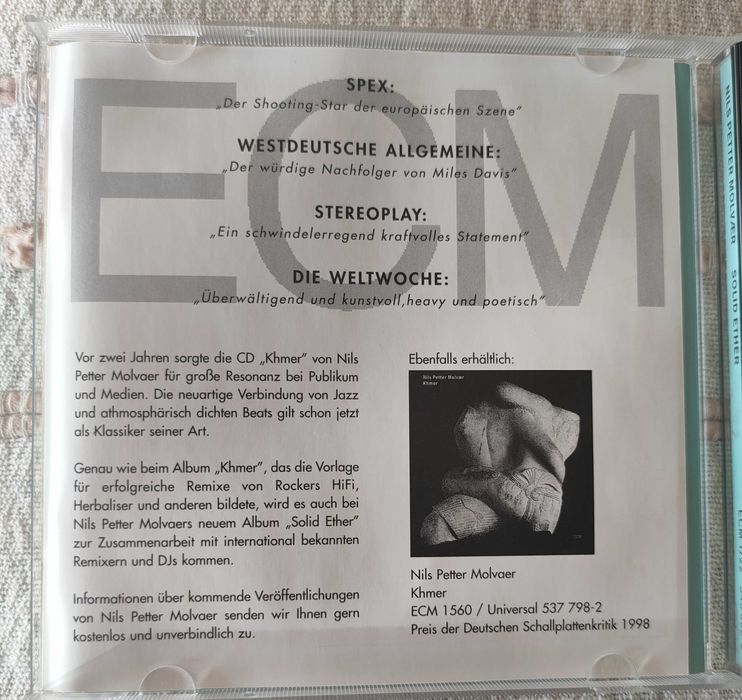 ECM
SPEX:
„Der Shooting-Star der europäischen Szene"
WESTDEUTSCHE ALLGEMEINE:
„Der würdige Nachfolger von Miles Davis"
STEREOPLAY:
„Ein schwindelerregend kraftvolles Statement"
DIE WELTWOCHE:
„Überwältigend und kunstvoll,heavy und poetisch"
Vor zwei Jahren sorgte die CD „Khmer" von Nils
Petter Molvaer für große Resonanz bei Publikum
und Medien. Die neuartige Verbindung von Jazz
und athmosphärisch dichten Beats gilt schon jetzt
als Klassiker seiner Art.
Genau wie beim Album „Khmer", das die Vorlage
für erfolgreiche Remixe von Rockers HiFi,
Herbaliser und anderen bildete, wird es auch bei
Nils Petter Molvaers neuem Album „Solid Ether"
zur Zusammenarbeit mit international bekannten
Remixern und DJs kommen.
Informationen über kommende Veröffentlichungen
von Nils Petter Molvaer senden wir Ihnen gern
kostenlos und unverbindlich zu.
Ebenfalls erhältlich:
Nils Petter Molvær
Khmer
ECM
Nils Petter Molvaer
Khmer
ECM 1560 / Universal 537 798-2
Preis der Deutschen Schallplattenkritik 1998
NILS PETTER MOLVÆR SOLID ETHER
ECM 1722